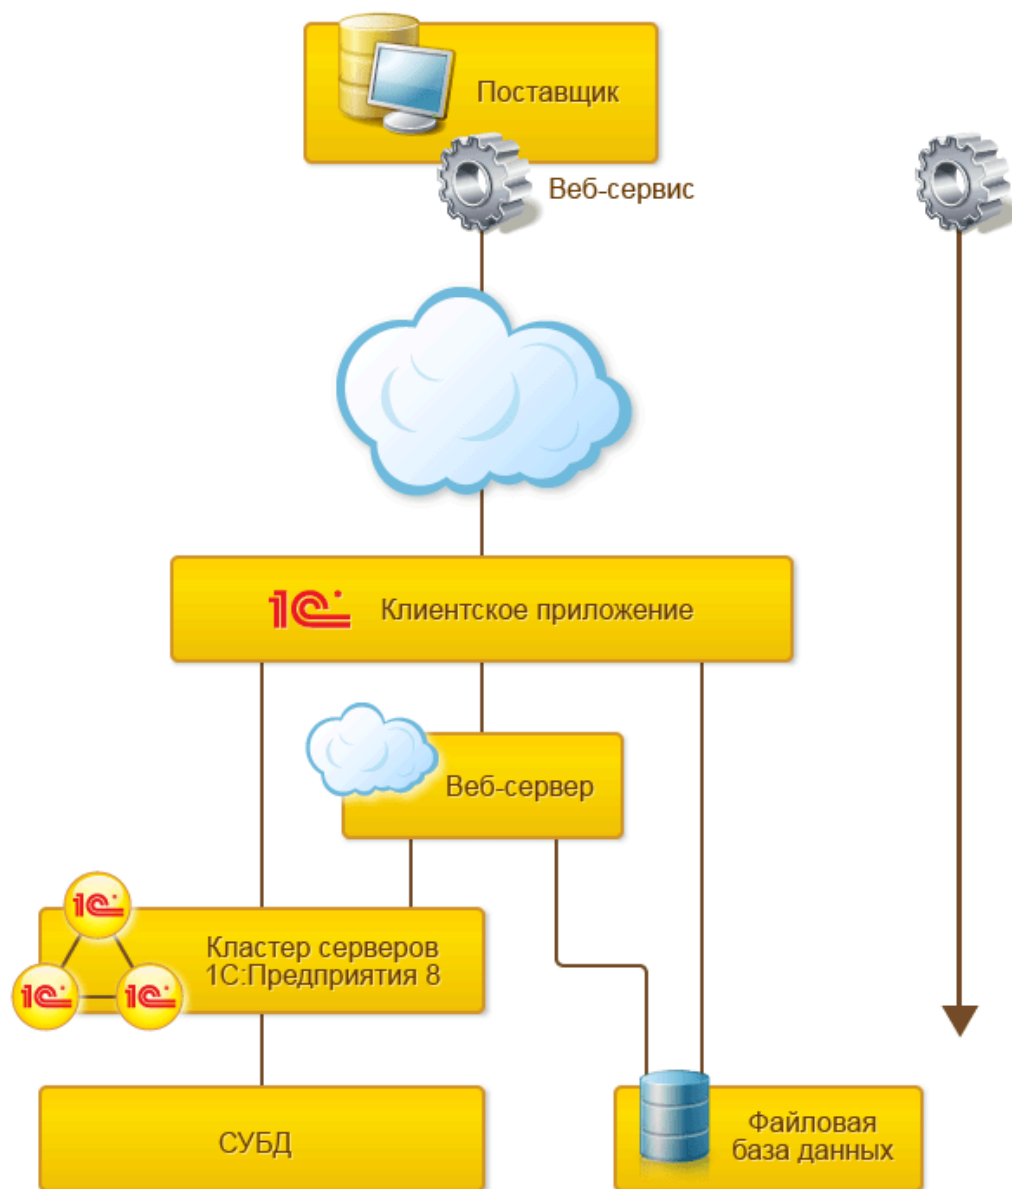 Поставщик
Веб-сервис
1С Клиентское приложение
Веб-сервер
1С
Кластер серверов
1С:Предприятия 8
1С 1С
СУБД
Файловая
база данных